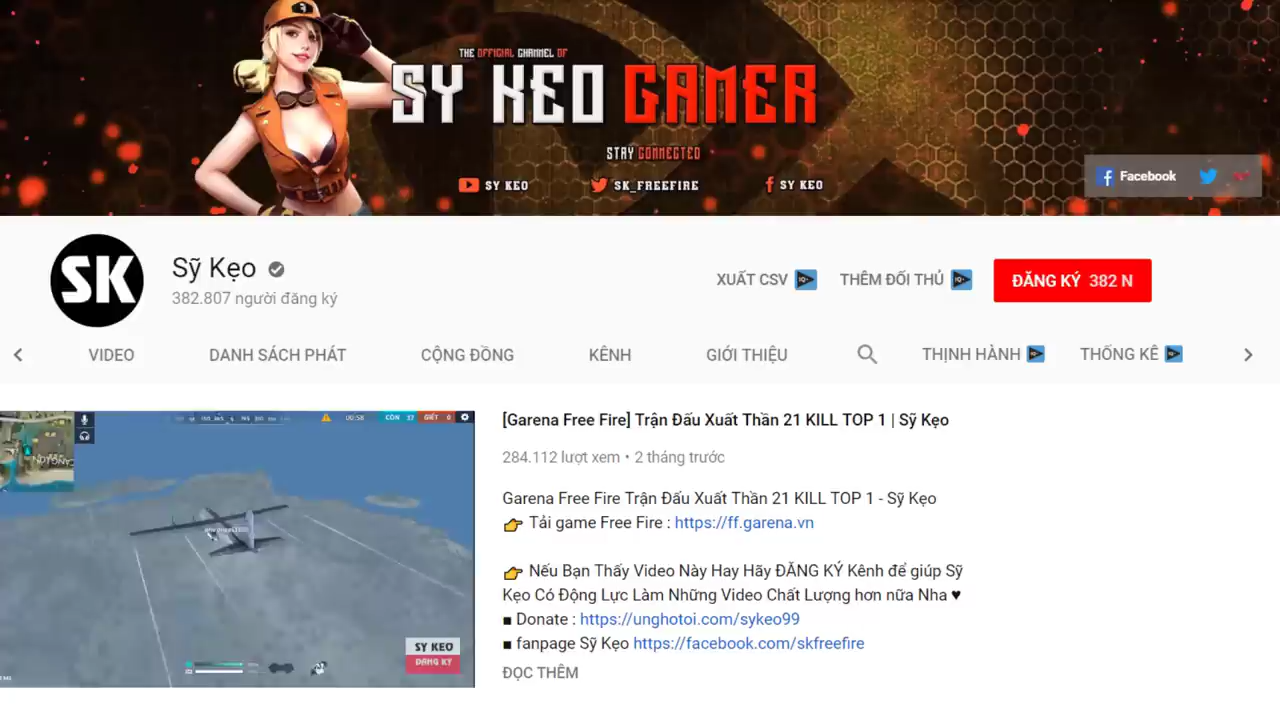 THE OFFICIAL CHANNEL OF
SY KEO GAMER
STAY CONNECTED
SY KEO
SK_FREEFIRE
SY KEO
Facebook
SK
Sỹ Kẹo
382.807 người đăng ký
XUẤT CSV
THÊM ĐỐI THỦ
ĐĂNG KÝ 382 N
VIDEO
DANH SÁCH PHÁT
CỘNG ĐỒNG
KÊNH
GIỚI THIỆU
THỊNH HÀNH
THỐNG KÊ
CÒN 37
GIẾT 0
SY KEO
ĐĂNG KÝ
[Garena Free Fire] Trận Đấu Xuất Thần 21 KILL TOP 1 | Sỹ Kẹo
284.112 lượt xem • 2 tháng trước
Garena Free Fire Trận Đấu Xuất Thần 21 KILL TOP 1 - Sỹ Kẹo
👉 Tải game Free Fire : https://ff.garena.vn
👉 Nếu Bạn Thấy Video Này Hay Hãy ĐĂNG KÝ Kênh để giúp Sỹ
Kẹo Có Động Lực Làm Những Video Chất Lượng hơn nữa Nha ♥
■ Donate : https://unghotoi.com/sykeo99
■ fanpage Sỹ Kẹo https://facebook.com/skfreefire
ĐỌC THÊM